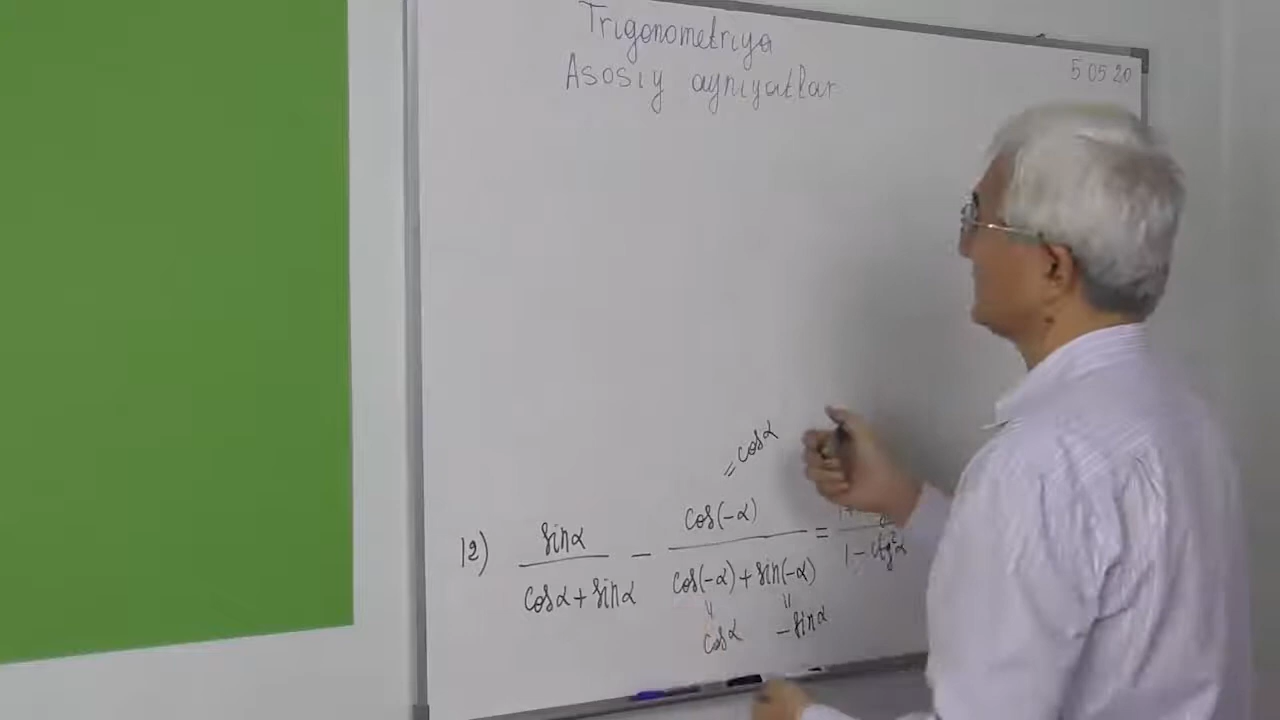 Trigonometriya
Asosiy ayniyatlar
5 05 20
= cosα
12) sinα / (cosα + sinα) − cos(-α) / (cos(-α) + sin(-α)) = / (1 − ctg²α)
= cosα
= -sinα